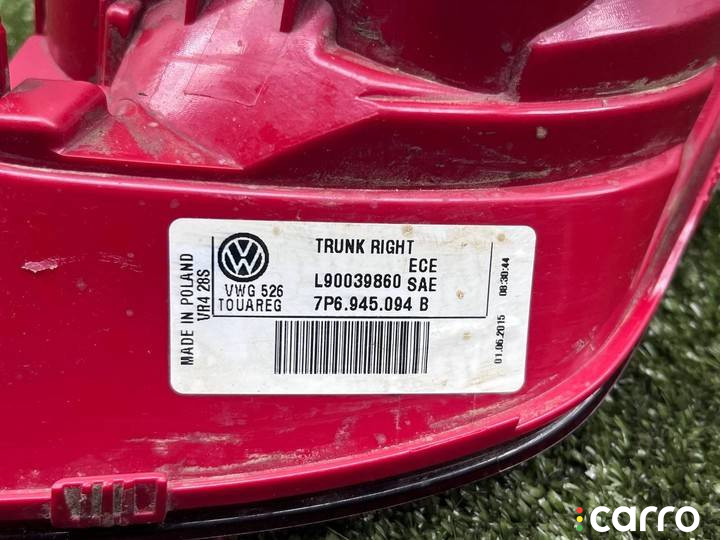 MADE IN POLAND
VR4 28S
VWG 526
TOUAREG
TRUNK RIGHT
ECE
L90039860 SAE
7P6.945.094 B
01.06.2015 08:30:44
carro